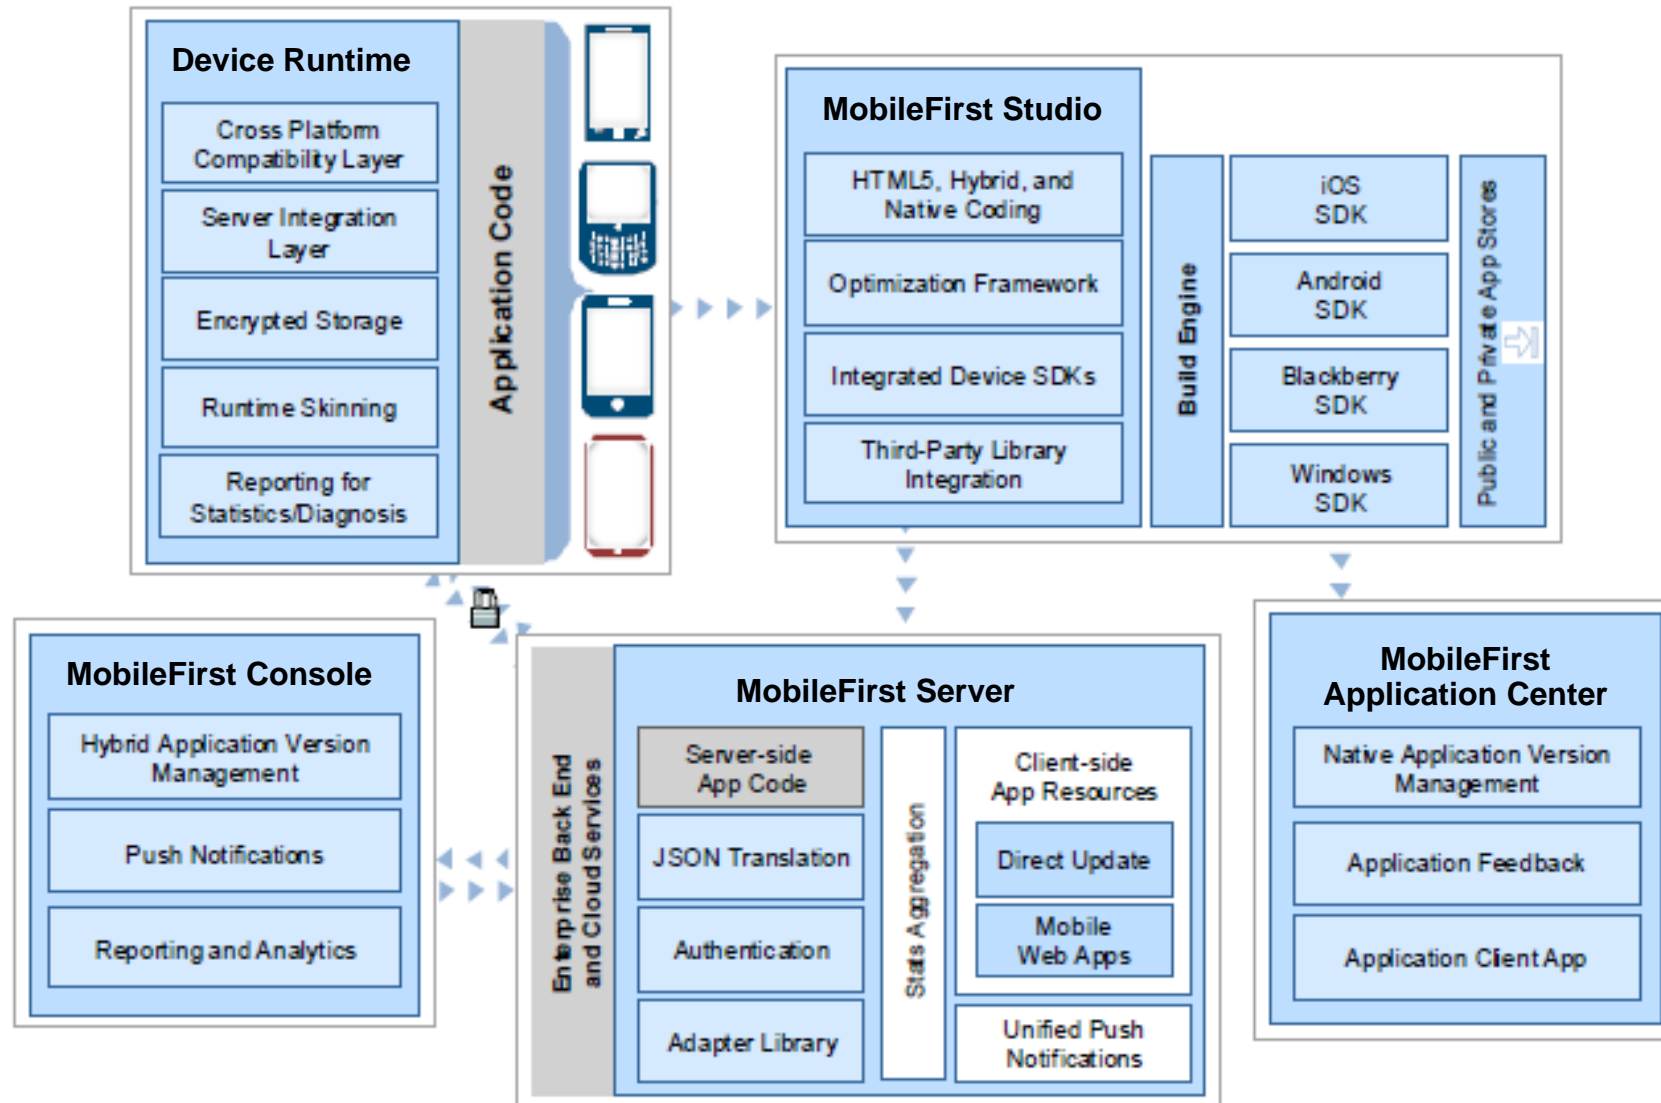 Device Runtime
Cross Platform
Compatibility Layer
Server Integration
Layer
Encrypted Storage
Runtime Skinning
Reporting for
Statistics/Diagnosis
Application Code
MobileFirst Studio
HTML5, Hybrid, and
Native Coding
Optimization Framework
Integrated Device SDKs
Third-Party Library
Integration
Build Engine
iOS
SDK
Android
SDK
Blackberry
SDK
Windows
SDK
Public and Private App Stores
MobileFirst Console
Hybrid Application Version
Management
Push Notifications
Reporting and Analytics
Enterprise Back End
and Cloud Services
MobileFirst Server
Server-side
App Code
JSON Translation
Authentication
Adapter Library
Stats Aggregation
Client-side
App Resources
Direct Update
Mobile
Web Apps
Unified Push
Notifications
MobileFirst
Application Center
Native Application Version
Management
Application Feedback
Application Client App